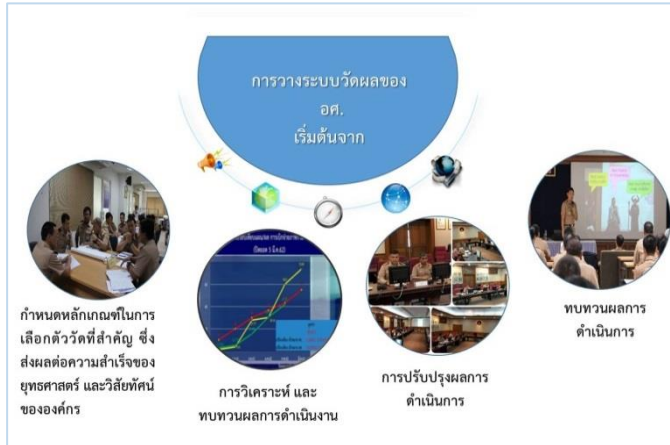 การวางระบบวัดผลของ
อศ.
เริ่มต้นจาก
กำหนดหลักเกณฑ์ในการ
เลือกตัววัดที่สำคัญ ซึ่ง
ส่งผลต่อความสำเร็จของ
ยุทธศาสตร์ และวิสัยทัศน์
ขององค์กร
การวิเคราะห์ และ
ทบทวนผลการดำเนินงาน
การปรับปรุงผลการ
ดำเนินการ
ทบทวนผลการ
ดำเนินการ